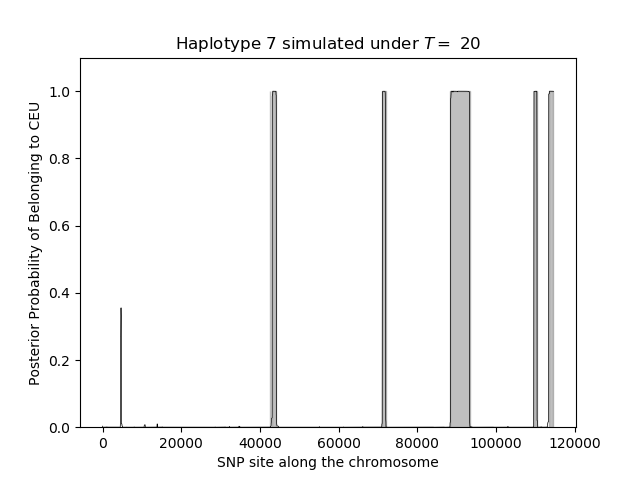 Haplotype 7 simulated under T = 20
Posterior Probability of Belonging to CEU
1.0
0.8
0.6
0.4
0.2
0.0
0 20000 40000 60000 80000 100000 120000
SNP site along the chromosome